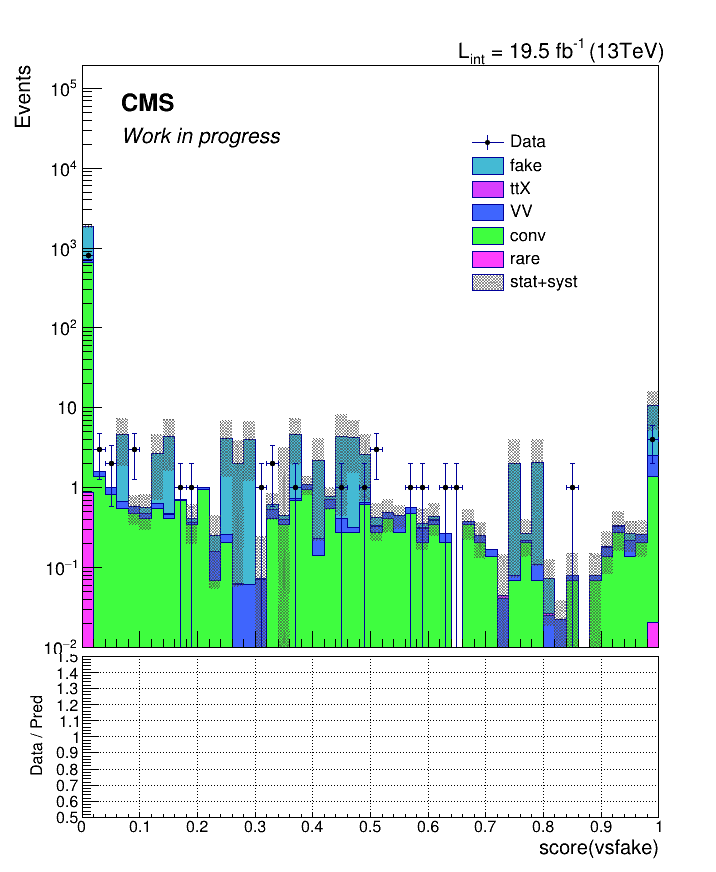 L_int = 19.5 fb^-1 (13TeV)
Events
CMS
Work in progress
Data
fake
ttX
VV
conv
rare
stat+syst
10^5
10^4
10^3
10^2
10
1
10^−1
10^−2
Data / Pred
1.5
1.4
1.3
1.2
1.1
1
0.9
0.8
0.7
0.6
0.5
0 0.1 0.2 0.3 0.4 0.5 0.6 0.7 0.8 0.9 1
score(vsfake)